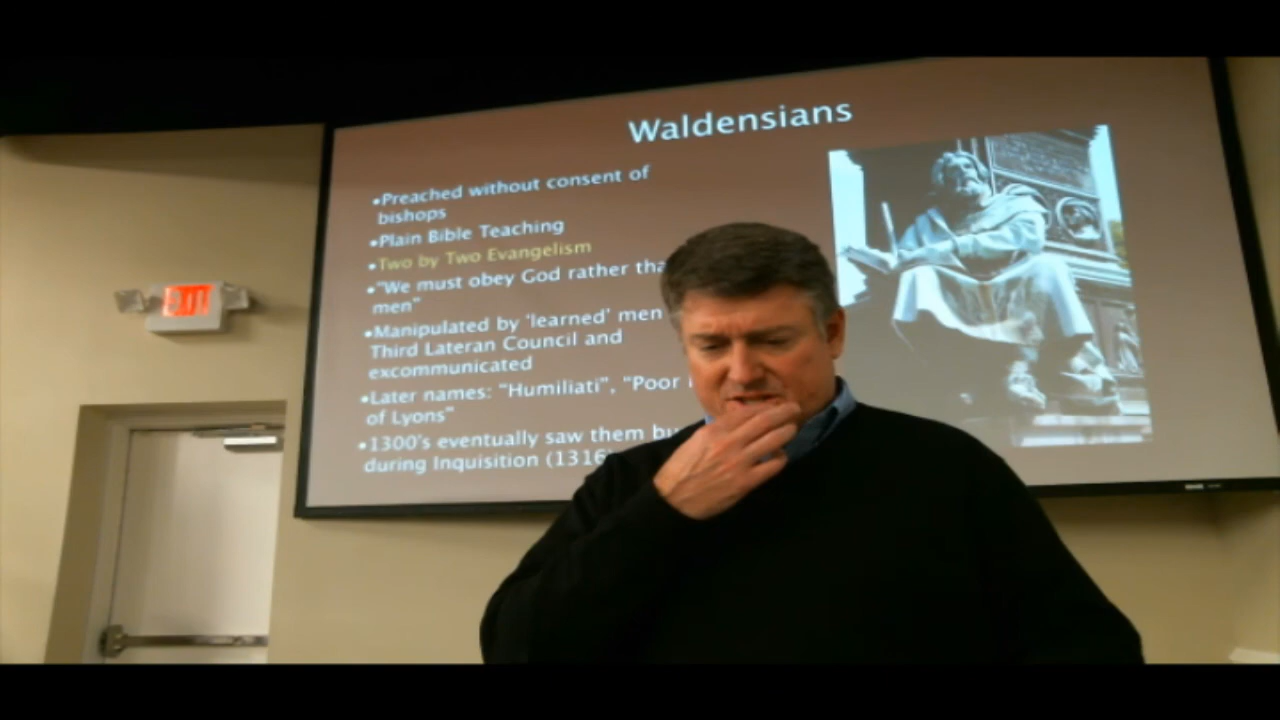 Waldensians
•Preached without consent of
bishops
•Plain Bible Teaching
•Two by Two Evangelism
•"We must obey God rather
men"
•Manipulated by 'learned' men
Third Lateran Council and
excommunicated
•Later names: "Humiliati", "Poor
of Lyons"
•1300's eventually saw them
during Inquisition (1316
EXIT